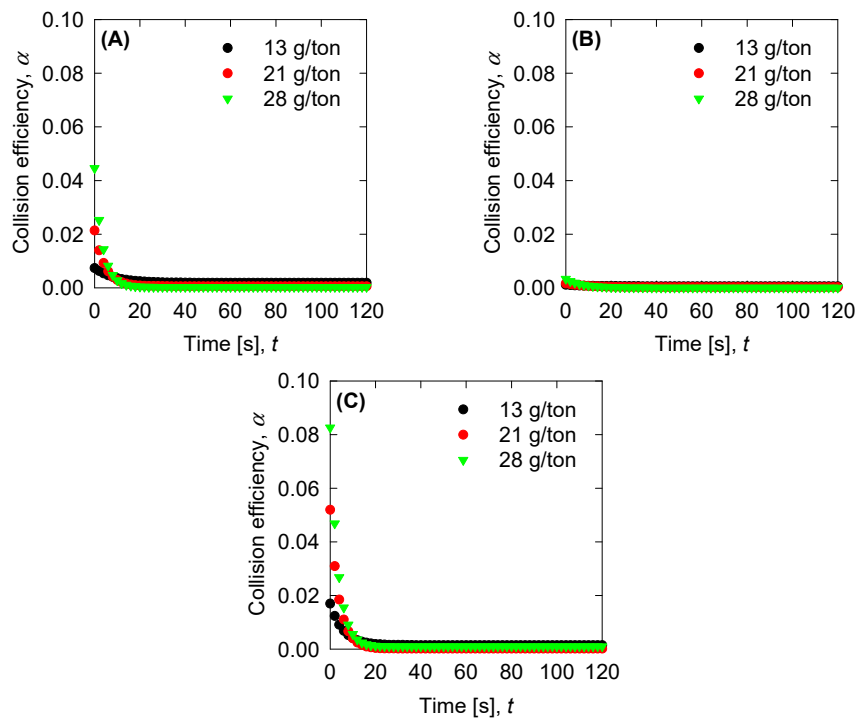 (A)
13 g/ton
21 g/ton
28 g/ton
Collision efficiency, α
0.10
0.08
0.06
0.04
0.02
0.00
0 20 40 60 80 100 120
Time [s], t
(B)
13 g/ton
21 g/ton
28 g/ton
Collision efficiency, α
0.10
0.08
0.06
0.04
0.02
0.00
0 20 40 60 80 100 120
Time [s], t
(C)
13 g/ton
21 g/ton
28 g/ton
Collision efficiency, α
0.10
0.08
0.06
0.04
0.02
0.00
0 20 40 60 80 100 120
Time [s], t